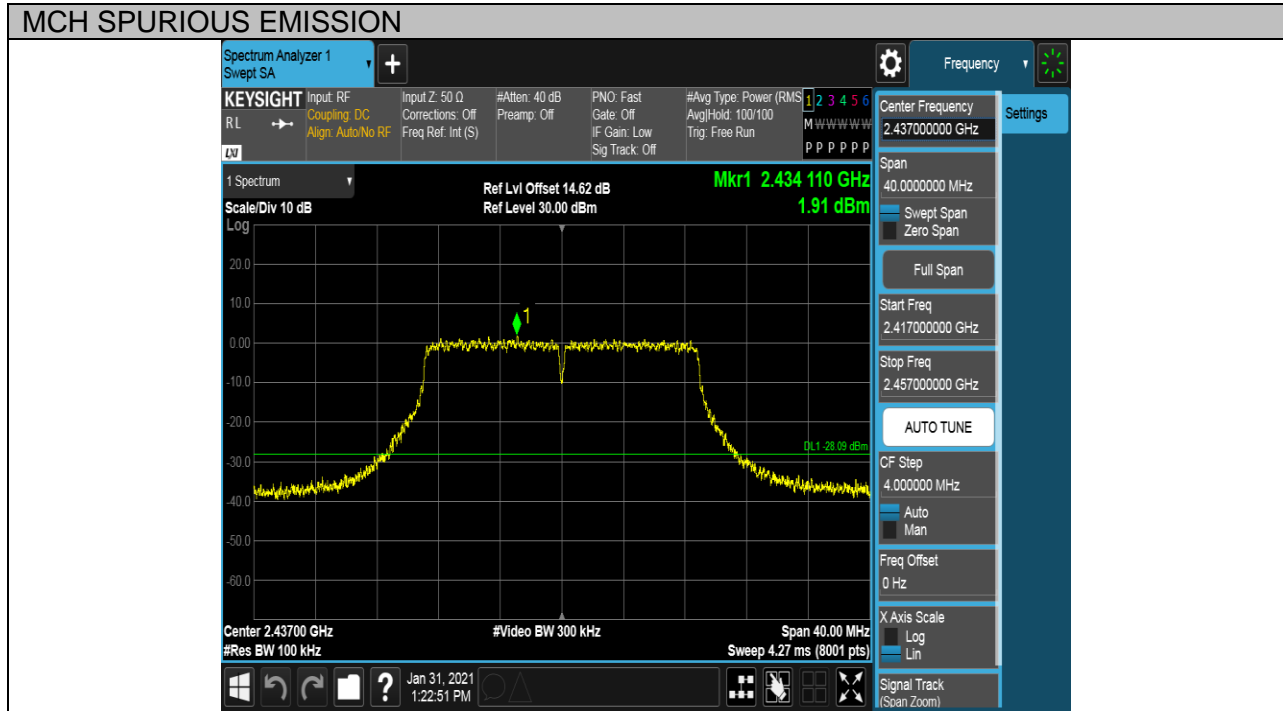 MCH SPURIOUS EMISSION
Spectrum Analyzer 1
Swept SA
+
Frequency
KEYSIGHT
RL
LXI
Input: RF
Coupling: DC
Align: Auto/No RF
Input Z: 50 Ω
Corrections: Off
Freq Ref: Int (S)
#Atten: 40 dB
Preamp: Off
PNO: Fast
Gate: Off
IF Gain: Low
Sig Track: Off
#Avg Type: Power (RMS
Avg|Hold: 100/100
Trig: Free Run
1 2 3 4 5 6
M W W W W W
P P P P P P
1 Spectrum
Scale/Div 10 dB
Log
Ref Lvl Offset 14.62 dB
Ref Level 30.00 dBm
Mkr1 2.434 110 GHz
1.91 dBm
20.0
10.0
0.00
-10.0
-20.0
-30.0
-40.0
-50.0
-60.0
1
DL1 -28.09 dBm
Center 2.43700 GHz
#Res BW 100 kHz
#Video BW 300 kHz
Span 40.00 MHz
Sweep 4.27 ms (8001 pts)
Center Frequency
2.437000000 GHz
Settings
Span
40.0000000 MHz
Swept Span
Zero Span
Full Span
Start Freq
2.417000000 GHz
Stop Freq
2.457000000 GHz
AUTO TUNE
CF Step
4.000000 MHz
Auto
Man
Freq Offset
0 Hz
X Axis Scale
Log
Lin
Signal Track
(Span Zoom)
?
Jan 31, 2021
1:22:51 PM